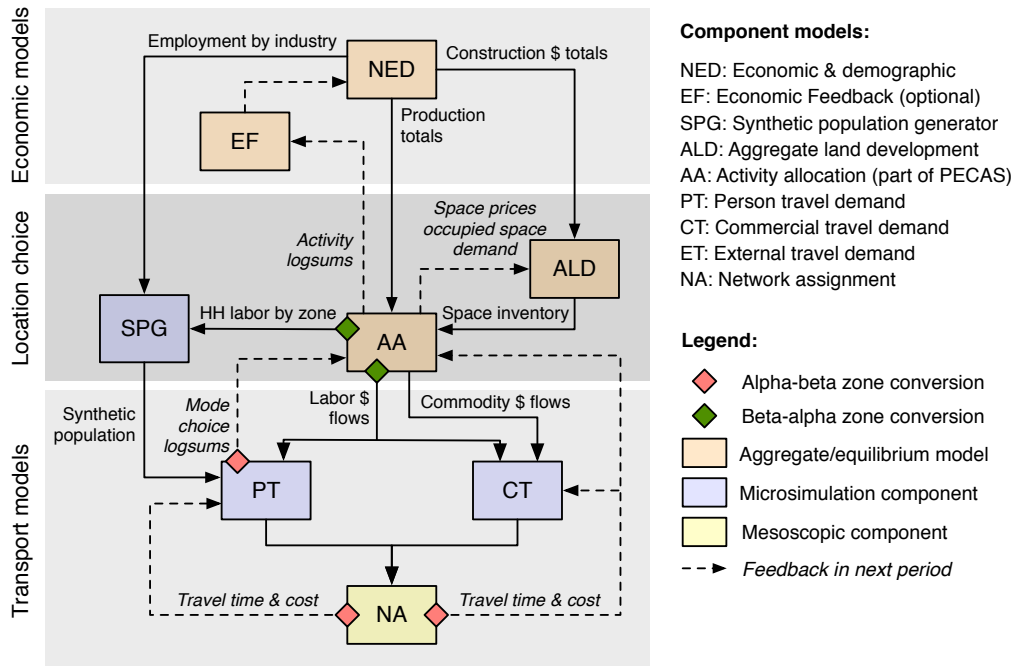 Economic models
Employment by industry
NED
Construction $ totals
Production
totals
EF
Location choice
Activity
logsums
Space prices
occupied space
demand
ALD
SPG
HH labor by zone
AA
Space inventory
Transport models
Synthetic
population
Mode
choice
logsums
Labor $
flows
Commodity $ flows
PT
CT
Travel time & cost
NA
Travel time & cost
Component models:
NED: Economic & demographic
EF: Economic Feedback (optional)
SPG: Synthetic population generator
ALD: Aggregate land development
AA: Activity allocation (part of PECAS)
PT: Person travel demand
CT: Commercial travel demand
ET: External travel demand
NA: Network assignment
Legend:
Alpha-beta zone conversion
Beta-alpha zone conversion
Aggregate/equilibrium model
Microsimulation component
Mesoscopic component
Feedback in next period